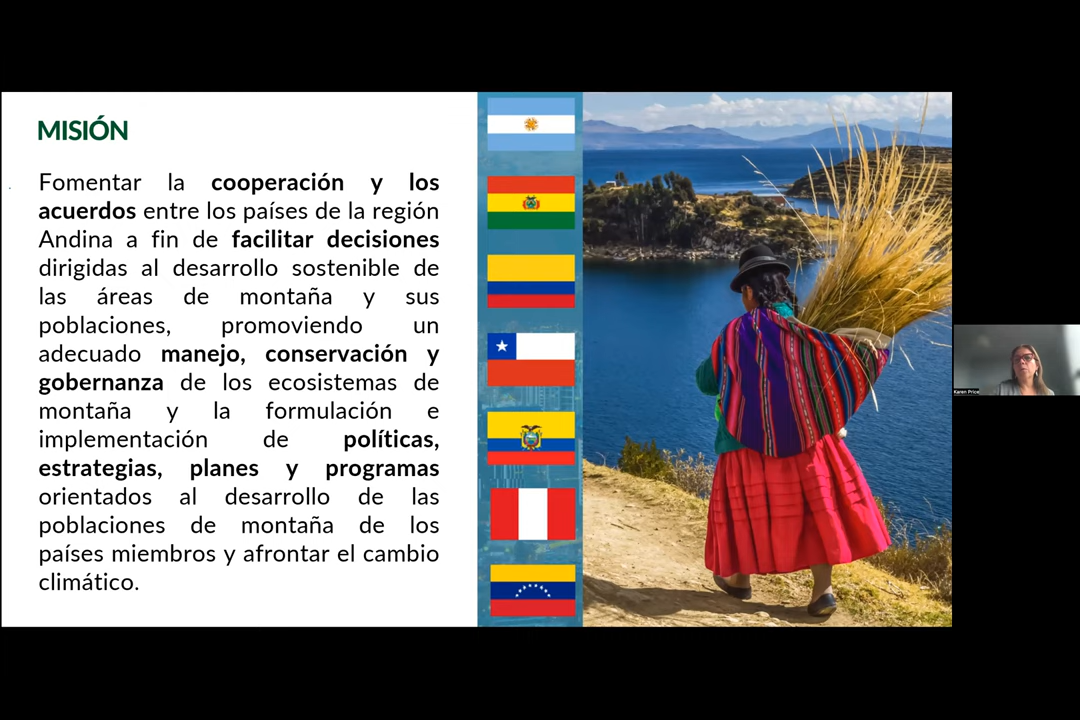 MISIÓN
Fomentar la cooperación y los
acuerdos entre los países de la región
Andina a fin de facilitar decisiones
dirigidas al desarrollo sostenible de
las áreas de montaña y sus
poblaciones, promoviendo un
adecuado manejo, conservación y
gobernanza de los ecosistemas de
montaña y la formulación e
implementación de políticas,
estrategias, planes y programas
orientados al desarrollo de las
poblaciones de montaña de los
países miembros y afrontar el cambio
climático.
Karen Price